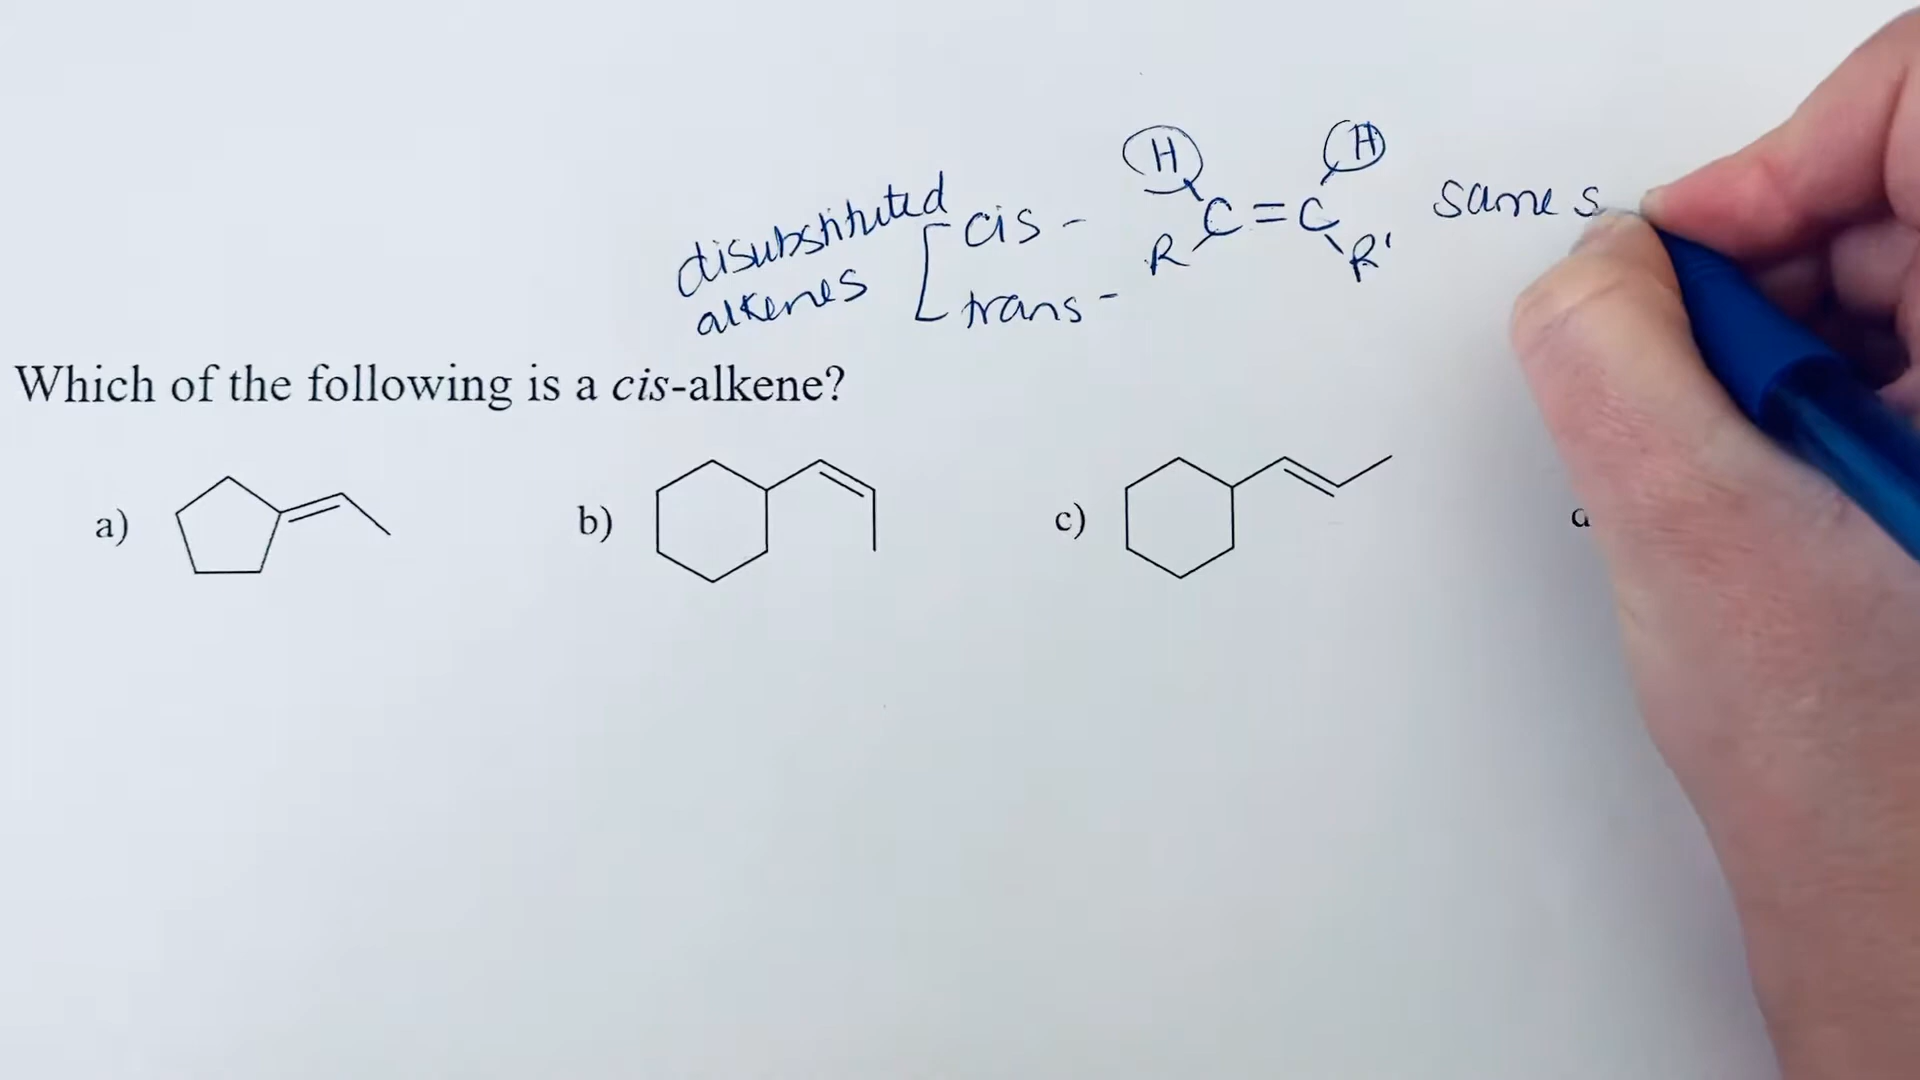 disubstituted
alkenes
cis -
trans -
H H
C = C
R R'
same s
Which of the following is a cis-alkene?
a) b) c)